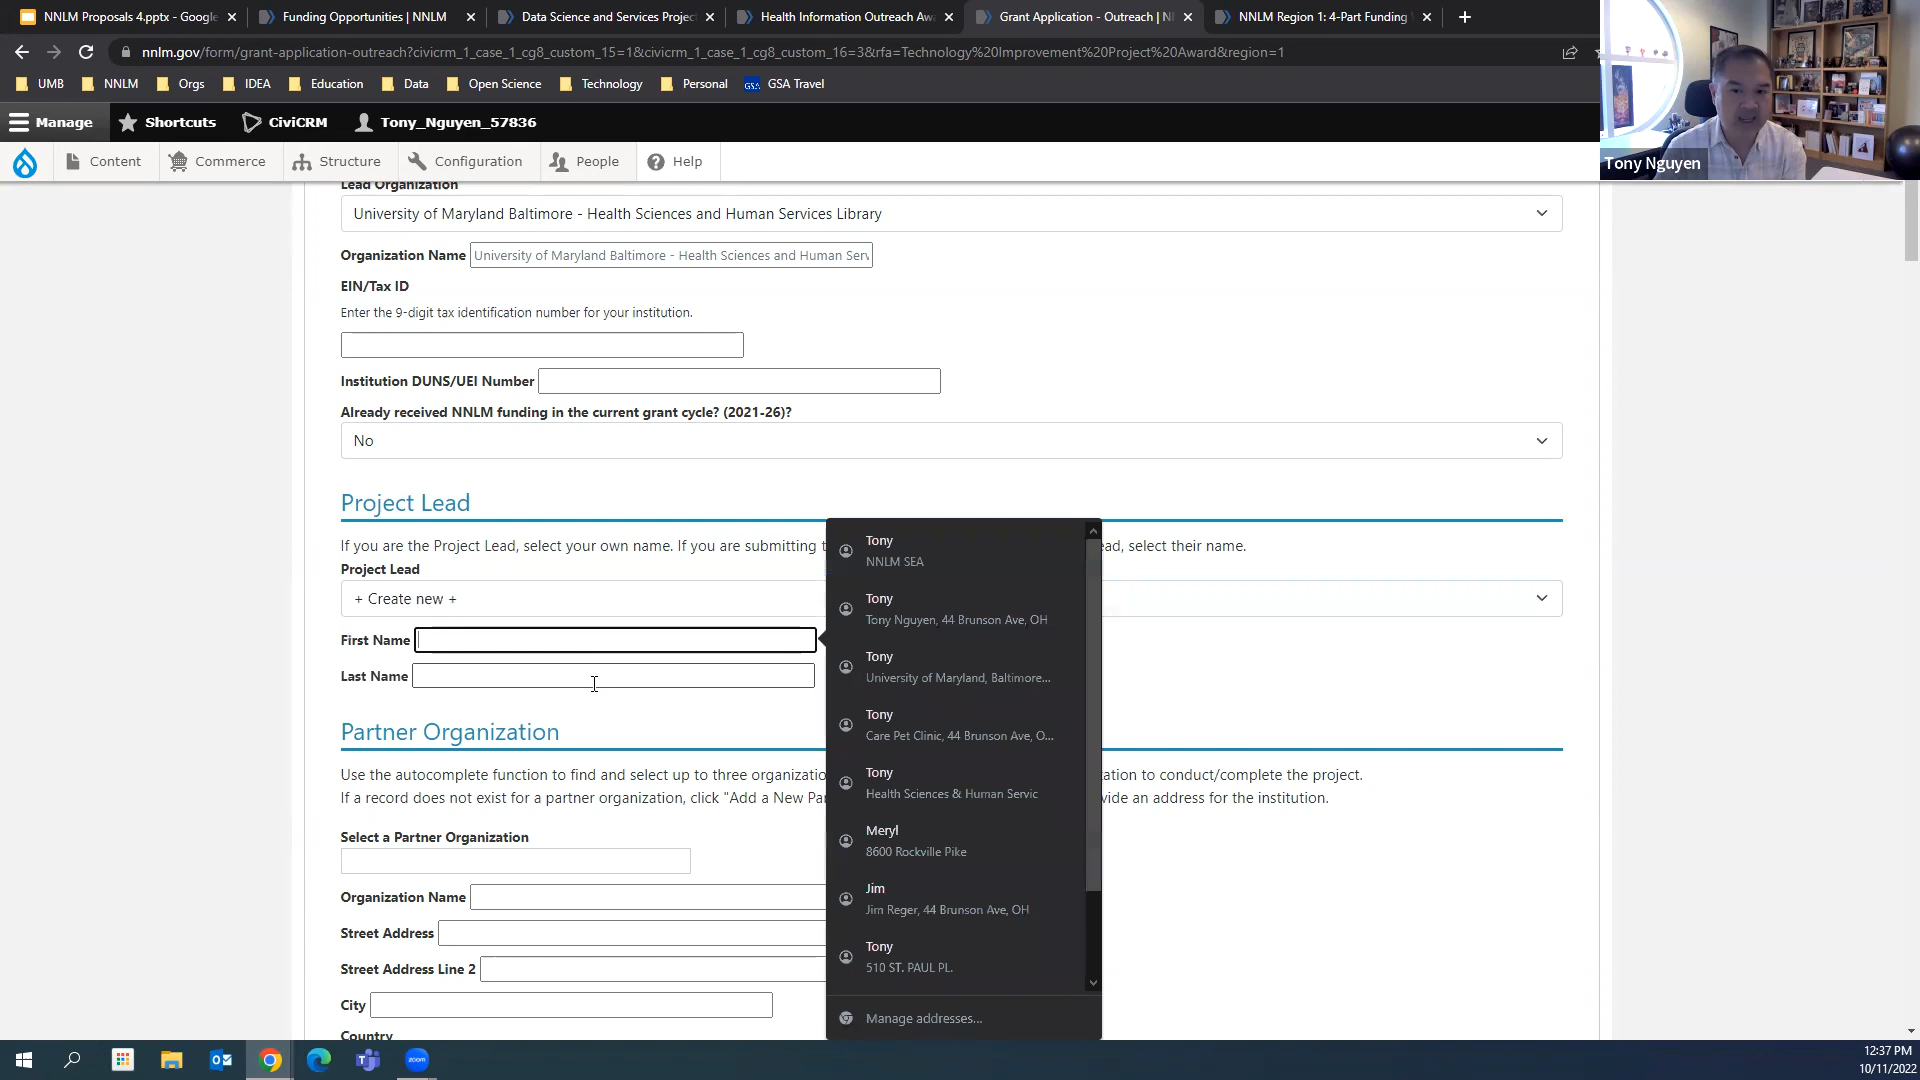 NNLM Proposals 4.pptx - Google
Funding Opportunities | NNLM
Data Science and Services Projec
Health Information Outreach Aw
Grant Application - Outreach | N
NNLM Region 1: 4-Part Funding
nnlm.gov/form/grant-application-outreach?civicrm_1_case_1_cg8_custom_15=1&civicrm_1_case_1_cg8_custom_16=3&rfa=Technology%20Improvement%20Project%20Award&region=1
UMB NNLM Orgs IDEA Education Data Open Science Technology Personal GSA GSA Travel
Manage Shortcuts CiviCRM Tony_Nguyen_57836
Content Commerce Structure Configuration People Help
Tony Nguyen
Lead Organization
University of Maryland Baltimore - Health Sciences and Human Services Library
Organization Name University of Maryland Baltimore - Health Sciences and Human Serv
EIN/Tax ID
Enter the 9-digit tax identification number for your institution.
Institution DUNS/UEI Number
Already received NNLM funding in the current grant cycle? (2021-26)?
No
Project Lead
If you are the Project Lead, select your own name. If you are submitting t
ead, select their name.
Project Lead
+ Create new +
First Name
Last Name
Partner Organization
Use the autocomplete function to find and select up to three organizatio
ation to conduct/complete the project.
If a record does not exist for a partner organization, click "Add a New Par
vide an address for the institution.
Select a Partner Organization
Organization Name
Street Address
Street Address Line 2
City
Country
Tony
NNLM SEA
Tony
Tony Nguyen, 44 Brunson Ave, OH
Tony
University of Maryland, Baltimore...
Tony
Care Pet Clinic, 44 Brunson Ave, O...
Tony
Health Sciences & Human Servic
Meryl
8600 Rockville Pike
Jim
Jim Reger, 44 Brunson Ave, OH
Tony
510 ST. PAUL PL.
Manage addresses...
zoom
12:37 PM
10/11/2022